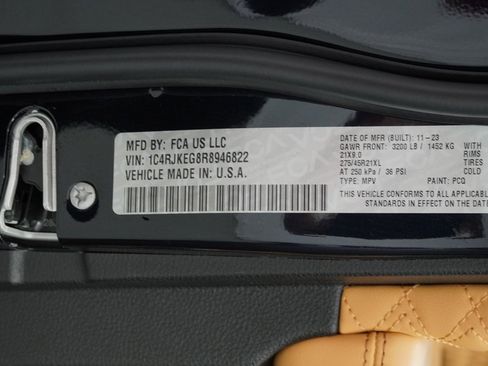 MFD BY: FCA US LLC
VIN: 1C4RJKEG8R8946822
VEHICLE MADE IN: U.S.A.
DATE OF MFR (BUILT): 11-23
GAWR FRONT: 3200 LB / 1452 KG WITH
21X9.0 RIMS
275/45R21XL TIRES
AT 250 kPa / 36 PSI COLD
TYPE: MPV PAINT: PCQ
THIS VEHICLE CONFORMS TO ALL APPLICABLE
STANDARDS IN EFFECT ON THE DATE